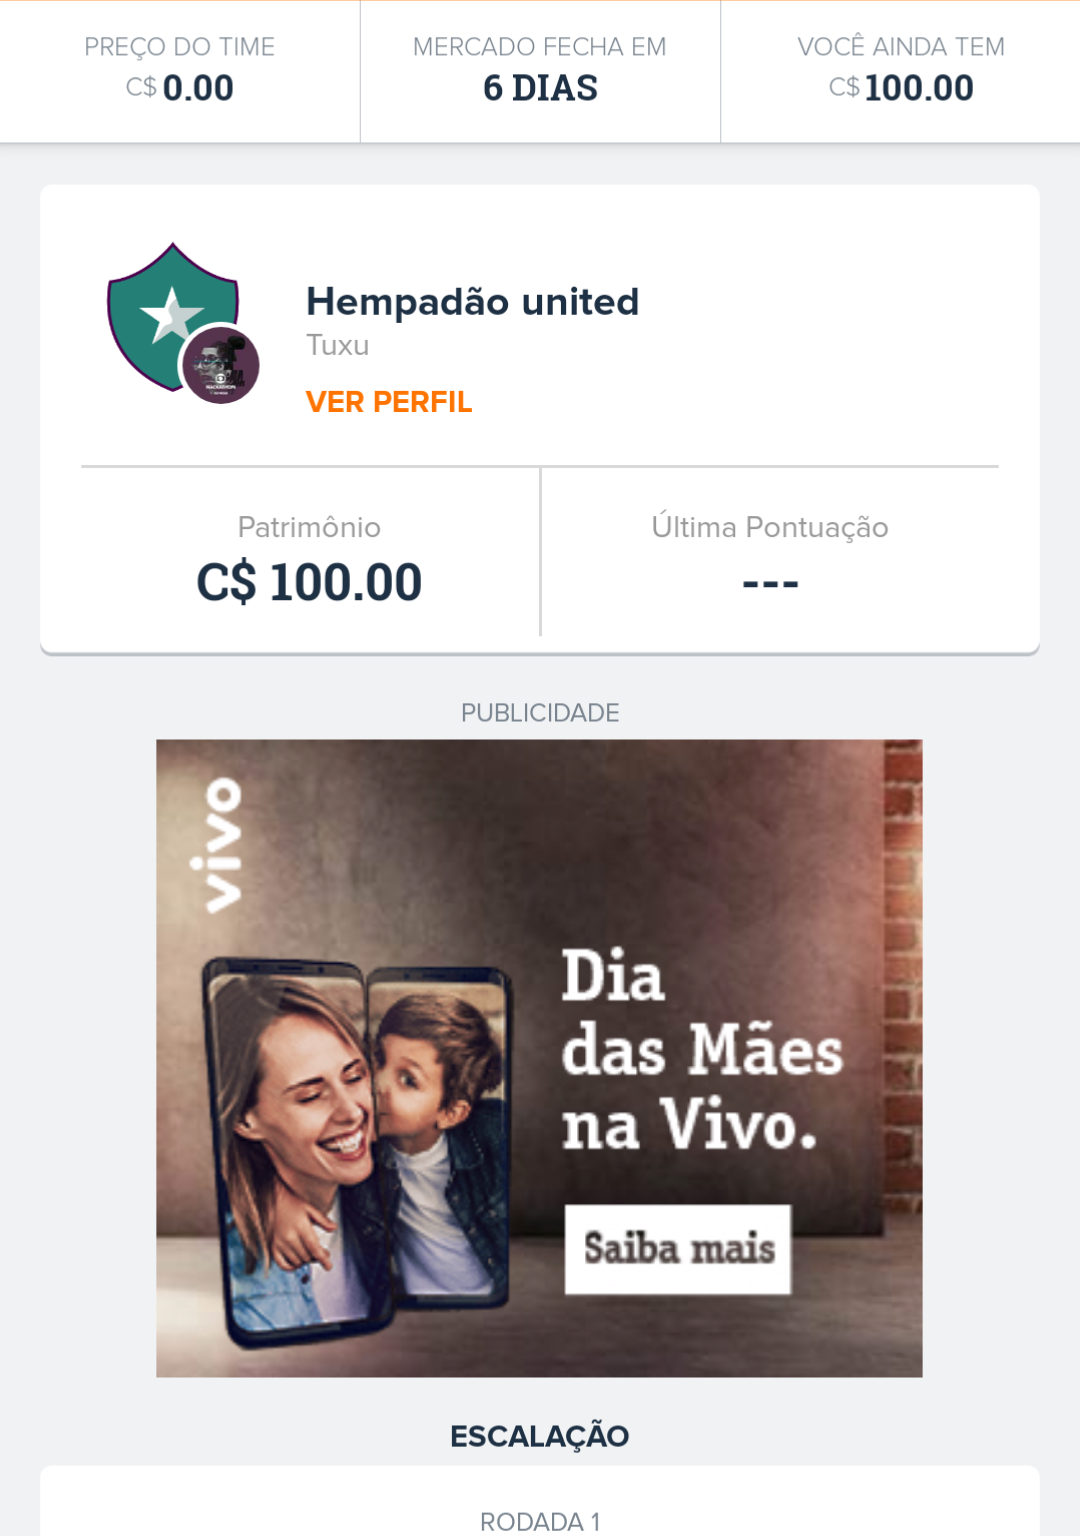 PREÇO DO TIME
C$ 0.00
MERCADO FECHA EM
6 DIAS
VOCÊ AINDA TEM
C$ 100.00
Hempadão united
Tuxu
VER PERFIL
Patrimônio
C$ 100.00
Última Pontuação
---
PUBLICIDADE
vivo
Dia
das Mães
na Vivo.
Saiba mais
ESCALAÇÃO
RODADA 1